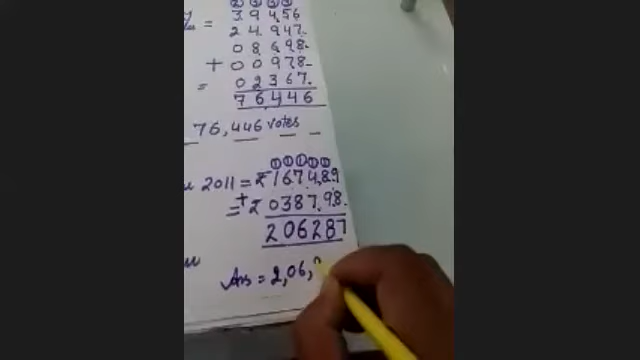 = 39456
24947.
08698.
+ 00978.
= 02367.
76446
76,446 votes
2011 = ₹ 167489
= + ₹ 038798.
206287
Ans = 2,06,